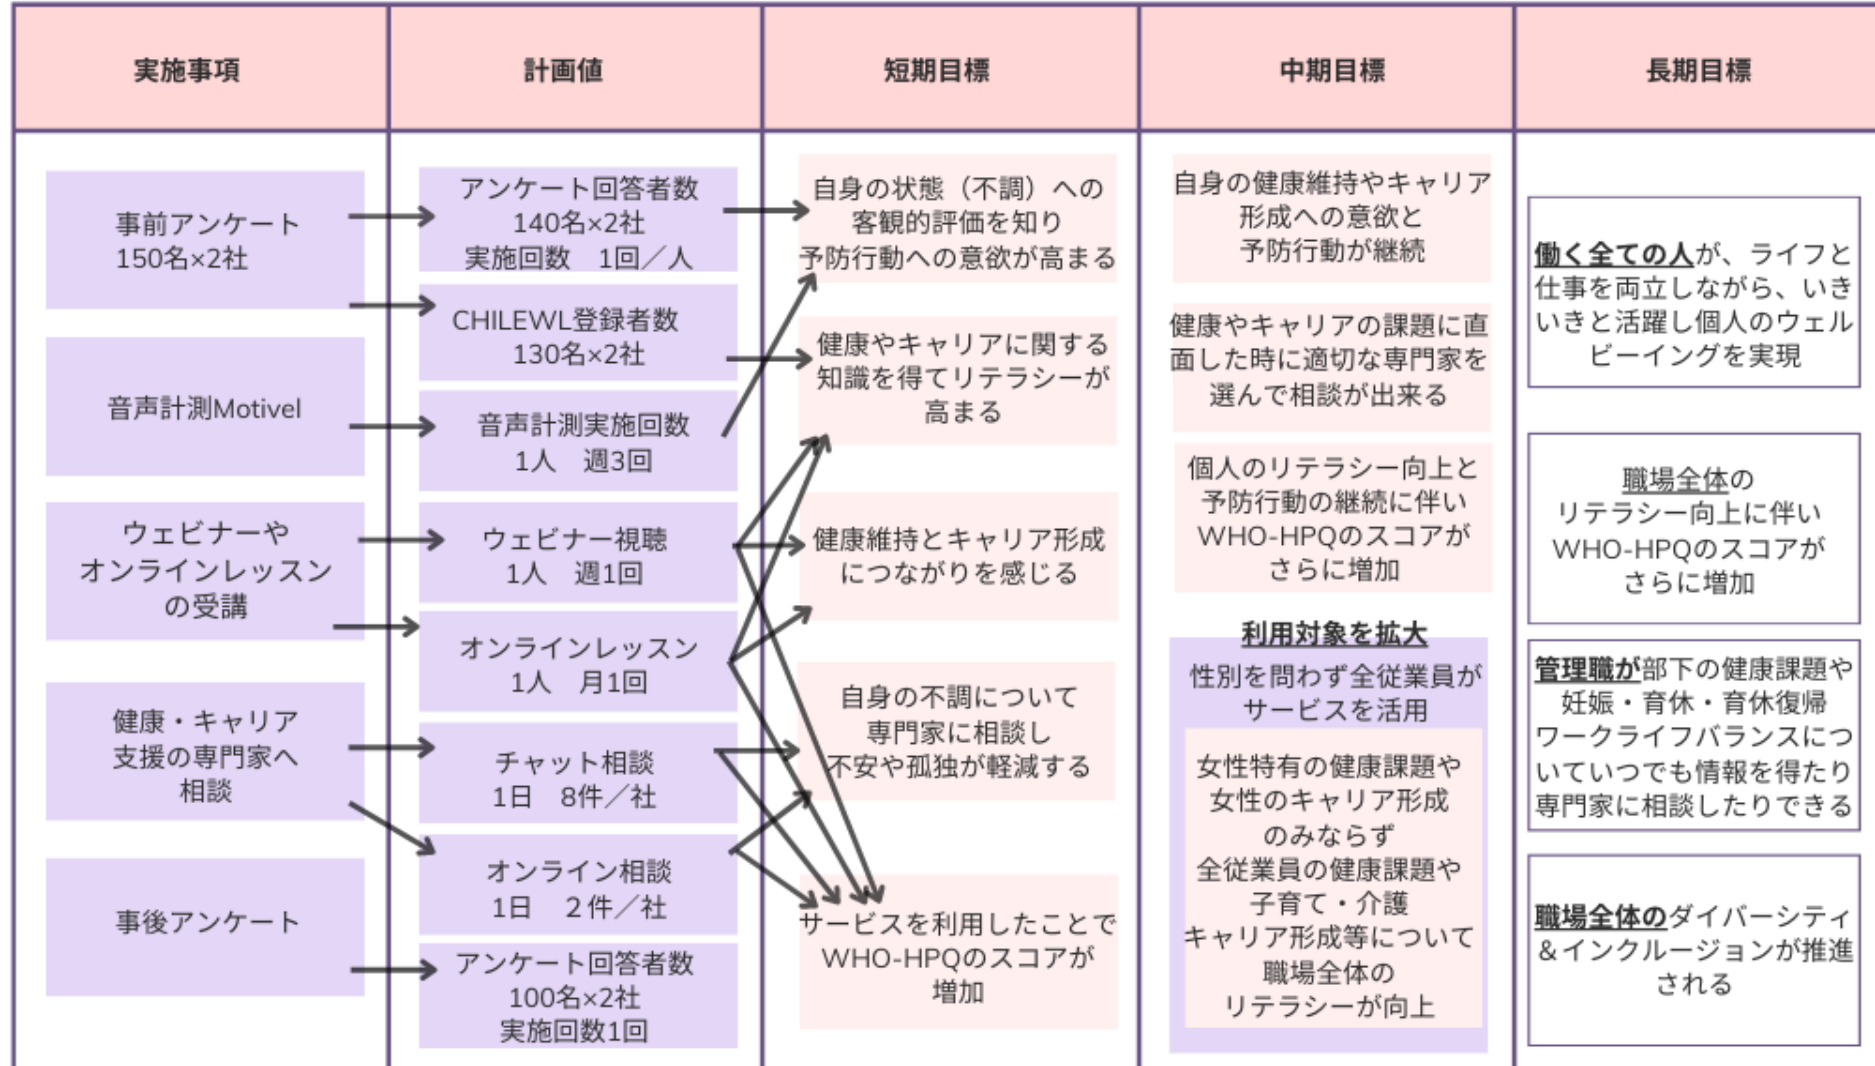 実施事項
計画値
短期目標
中期目標
長期目標
事前アンケート
150名×2社
音声計測Motivel
ウェビナーや
オンラインレッスン
の受講
健康・キャリア
支援の専門家へ
相談
事後アンケート
アンケート回答者数
140名×2社
実施回数　1回／人
CHILEWL登録者数
130名×2社
音声計測実施回数
1人　週3回
ウェビナー視聴
1人　週1回
オンラインレッスン
1人　月1回
チャット相談
1日　8件／社
オンライン相談
1日　２件／社
アンケート回答者数
100名×2社
実施回数1回
自身の状態（不調）への
客観的評価を知り
予防行動への意欲が高まる
健康やキャリアに関する
知識を得てリテラシーが
高まる
健康維持とキャリア形成
につながりを感じる
自身の不調について
専門家に相談し
不安や孤独が軽減する
サービスを利用したことで
WHO-HPQのスコアが
増加
自身の健康維持やキャリア
形成への意欲と
予防行動が継続
健康やキャリアの課題に直
面した時に適切な専門家を
選んで相談が出来る
個人のリテラシー向上と
予防行動の継続に伴い
WHO-HPQのスコアが
さらに増加
利用対象を拡大
性別を問わず全従業員が
サービスを活用
女性特有の健康課題や
女性のキャリア形成
のみならず
全従業員の健康課題や
子育て・介護
キャリア形成等について
職場全体の
リテラシーが向上
働く全ての人が、ライフと
仕事を両立しながら、いき
いきと活躍し個人のウェル
ビーイングを実現
職場全体の
リテラシー向上に伴い
WHO-HPQのスコアが
さらに増加
管理職が部下の健康課題や
妊娠・育休・育休復帰
ワークライフバランスにつ
いていつでも情報を得たり
専門家に相談したりできる
職場全体のダイバーシティ
＆インクルージョンが推進
される